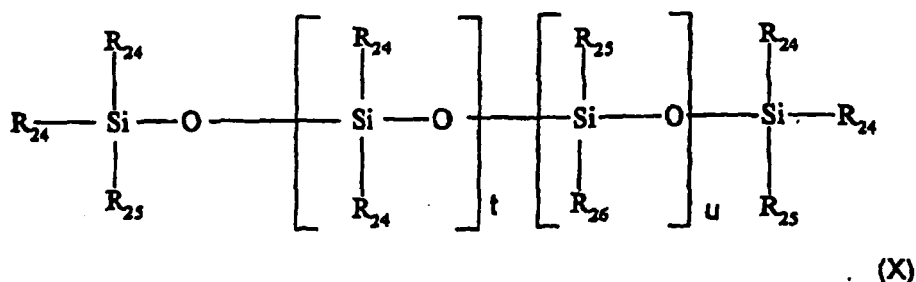 R24 R24 R25 R24
R24 Si O Si O Si O Si R24
R25 R24 t R26 u R25
. (X)